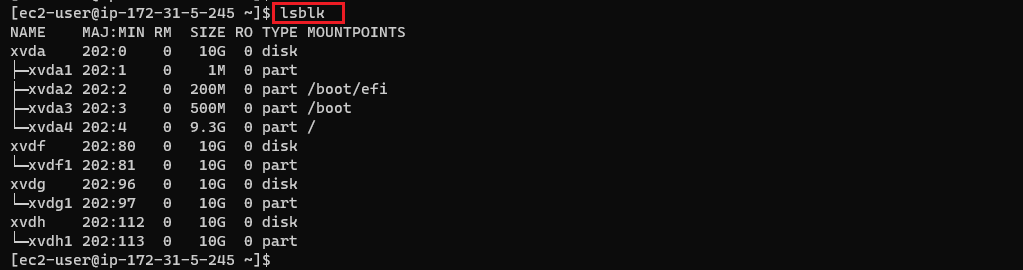 [ec2-user@ip-172-31-5-245 ~]$ lsblk
NAME    MAJ:MIN RM  SIZE RO TYPE MOUNTPOINTS
xvda    202:0    0   10G  0 disk
├─xvda1 202:1    0    1M  0 part
├─xvda2 202:2    0  200M  0 part /boot/efi
├─xvda3 202:3    0  500M  0 part /boot
└─xvda4 202:4    0  9.3G  0 part /
xvdf    202:80   0   10G  0 disk
└─xvdf1 202:81   0   10G  0 part
xvdg    202:96   0   10G  0 disk
└─xvdg1 202:97   0   10G  0 part
xvdh    202:112  0   10G  0 disk
└─xvdh1 202:113  0   10G  0 part
[ec2-user@ip-172-31-5-245 ~]$